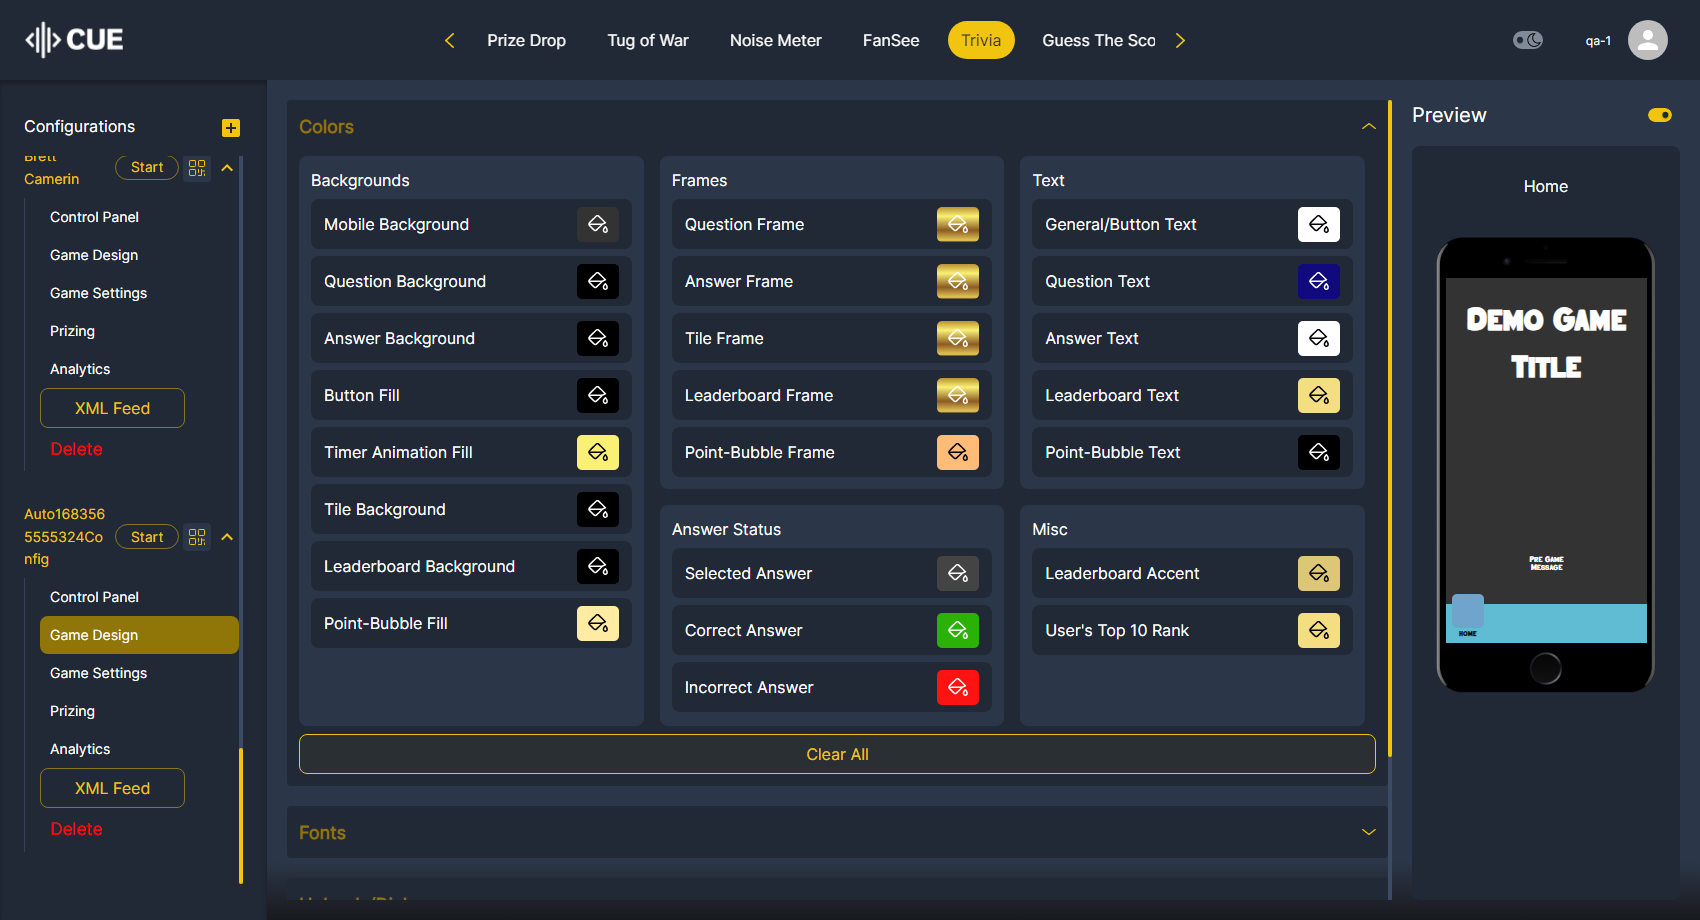 CUE
Prize Drop
Tug of War
Noise Meter
FanSee
Trivia
Guess The Sco
qa-1
Configurations
Brett
Camerin
Start
Control Panel
Game Design
Game Settings
Prizing
Analytics
XML Feed
Delete
Auto168356
5555324Co
nfig
Start
Control Panel
Game Design
Game Settings
Prizing
Analytics
XML Feed
Delete
Colors
Backgrounds
Mobile Background
Question Background
Answer Background
Button Fill
Timer Animation Fill
Tile Background
Leaderboard Background
Point-Bubble Fill
Frames
Question Frame
Answer Frame
Tile Frame
Leaderboard Frame
Point-Bubble Frame
Text
General/Button Text
Question Text
Answer Text
Leaderboard Text
Point-Bubble Text
Answer Status
Selected Answer
Correct Answer
Incorrect Answer
Misc
Leaderboard Accent
User's Top 10 Rank
Clear All
Fonts
Preview
Home
Demo Game
Title
Pre Game
Message
HOME